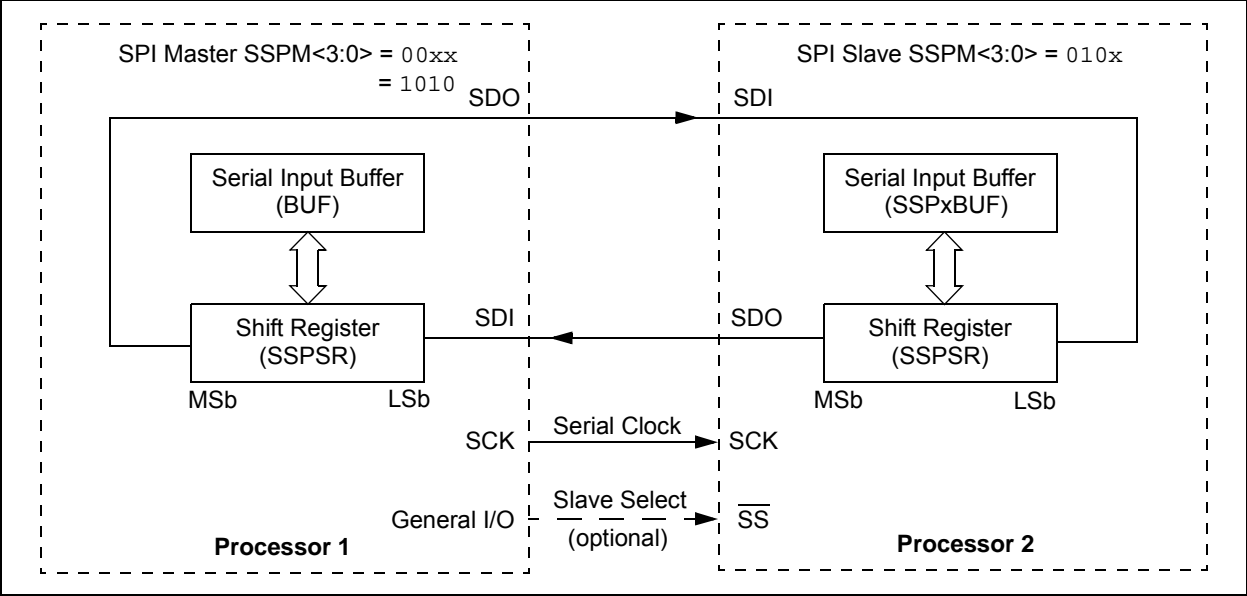 SPI Master SSPM<3:0> = 00xx
= 1010
SPI Slave SSPM<3:0> = 010x
SDO
SDI
Serial Input Buffer
(BUF)
Serial Input Buffer
(SSPxBUF)
Shift Register
(SSPSR)
MSb
LSb
SDI
SDO
Shift Register
(SSPSR)
MSb
LSb
SCK
Serial Clock
SCK
General I/O
Slave Select
(optional)
SS
Processor 1
Processor 2